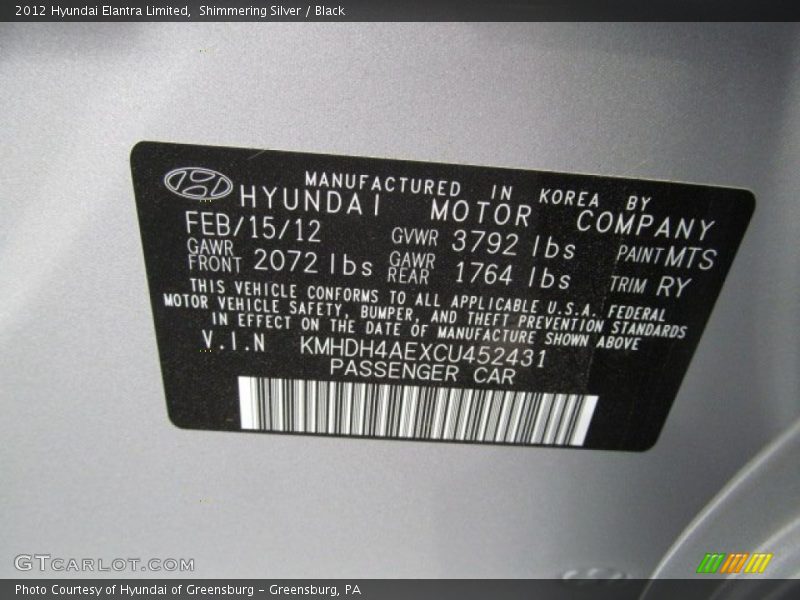 2012 Hyundai Elantra Limited, Shimmering Silver / Black
MANUFACTURED IN KOREA BY
HYUNDAI MOTOR COMPANY
FEB/15/12 GVWR 3792 lbs PAINT MTS
GAWR FRONT 2072 lbs GAWR REAR 1764 lbs TRIM RY
THIS VEHICLE CONFORMS TO ALL APPLICABLE U.S.A. FEDERAL
MOTOR VEHICLE SAFETY, BUMPER, AND THEFT PREVENTION STANDARDS
IN EFFECT ON THE DATE OF MANUFACTURE SHOWN ABOVE
V.I.N KMHDH4AEXCU452431
PASSENGER CAR
GTCARLOT.COM
Photo Courtesy of Hyundai of Greensburg - Greensburg, PA